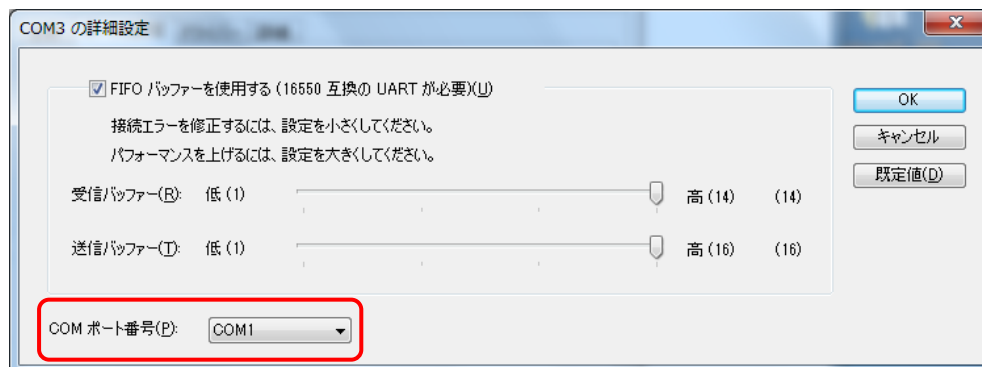 COM3 の詳細設定
FIFO バッファーを使用する (16550 互換の UART が必要)(U)
接続エラーを修正するには、設定を小さくしてください。
パフォーマンスを上げるには、設定を大きくしてください。
受信バッファー(R): 低 (1) 高 (14) (14)
送信バッファー(T): 低 (1) 高 (16) (16)
COM ポート番号(P): COM1
OK
キャンセル
既定値(D)